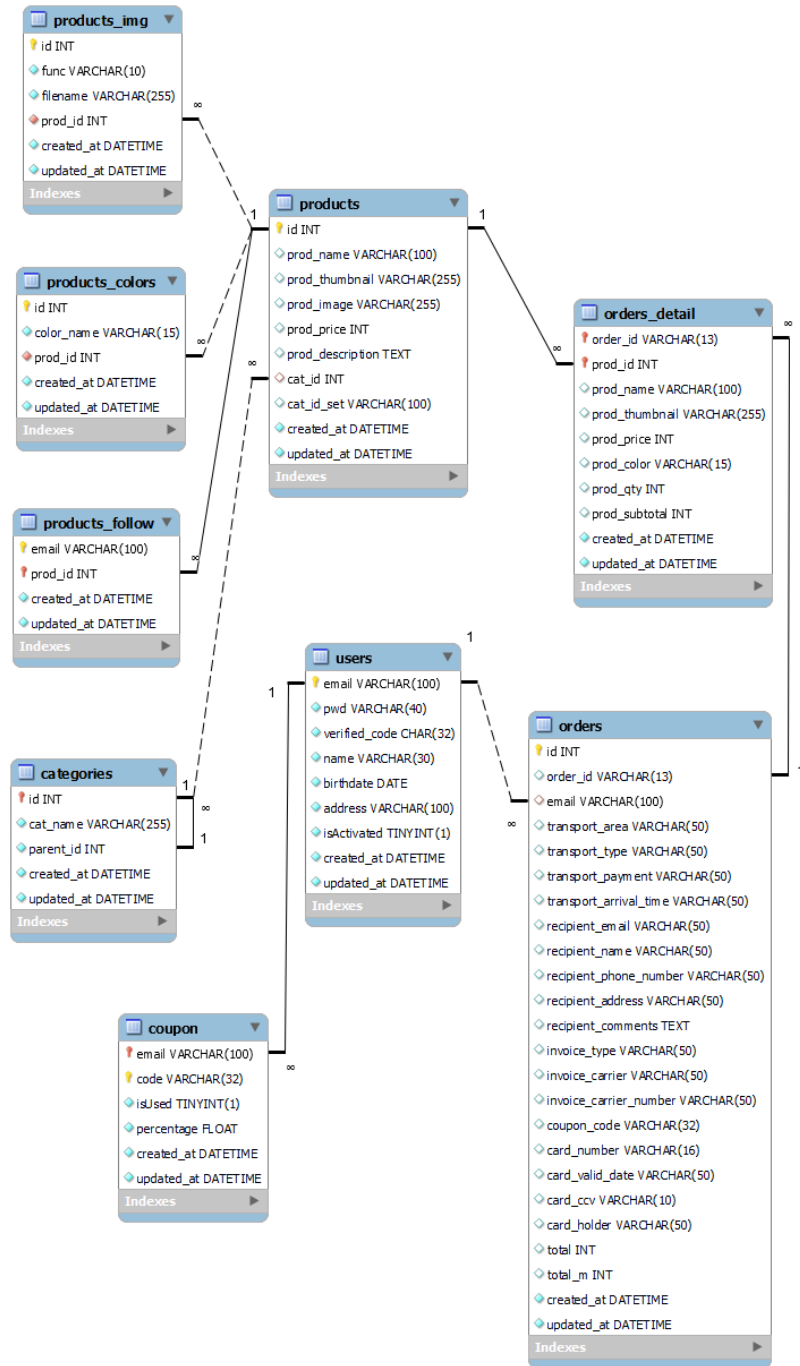 products_img
id INT
func VARCHAR(10)
filename VARCHAR(255)
prod_id INT
created_at DATETIME
updated_at DATETIME
Indexes
∞
1
products
id INT
prod_name VARCHAR(100)
prod_thumbnail VARCHAR(255)
prod_image VARCHAR(255)
prod_price INT
prod_description TEXT
cat_id INT
cat_id_set VARCHAR(100)
created_at DATETIME
updated_at DATETIME
Indexes
1
∞
∞
products_colors
id INT
color_name VARCHAR(15)
prod_id INT
created_at DATETIME
updated_at DATETIME
Indexes
∞
orders_detail
order_id VARCHAR(13)
prod_id INT
prod_name VARCHAR(100)
prod_thumbnail VARCHAR(255)
prod_price INT
prod_color VARCHAR(15)
prod_qty INT
prod_subtotal INT
created_at DATETIME
updated_at DATETIME
Indexes
∞
products_follow
email VARCHAR(100)
prod_id INT
created_at DATETIME
updated_at DATETIME
Indexes
∞
users
email VARCHAR(100)
pwd VARCHAR(40)
verified_code CHAR(32)
name VARCHAR(30)
birthdate DATE
address VARCHAR(100)
isActivated TINYINT(1)
created_at DATETIME
updated_at DATETIME
Indexes
1
1
∞
categories
id INT
cat_name VARCHAR(255)
parent_id INT
created_at DATETIME
updated_at DATETIME
Indexes
1
∞
1
orders
id INT
order_id VARCHAR(13)
email VARCHAR(100)
transport_area VARCHAR(50)
transport_type VARCHAR(50)
transport_payment VARCHAR(50)
transport_arrival_time VARCHAR(50)
recipient_email VARCHAR(50)
recipient_name VARCHAR(50)
recipient_phone_number VARCHAR(50)
recipient_address VARCHAR(50)
recipient_comments TEXT
invoice_type VARCHAR(50)
invoice_carrier VARCHAR(50)
invoice_carrier_number VARCHAR(50)
coupon_code VARCHAR(32)
card_number VARCHAR(16)
card_valid_date VARCHAR(50)
card_ccv VARCHAR(10)
card_holder VARCHAR(50)
total INT
total_m INT
created_at DATETIME
updated_at DATETIME
Indexes
coupon
email VARCHAR(100)
code VARCHAR(32)
isUsed TINYINT(1)
percentage FLOAT
created_at DATETIME
updated_at DATETIME
Indexes
∞